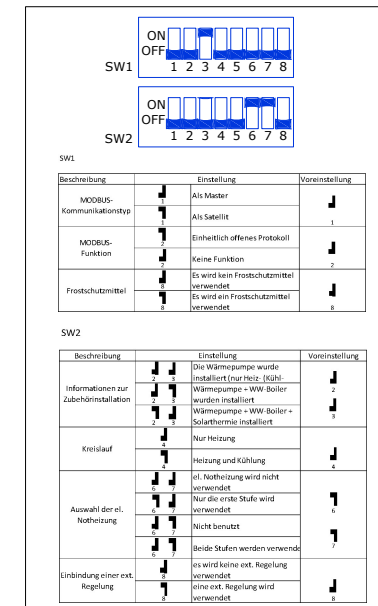 ON
OFF
SW1
1 2 3 4 5 6 7 8
ON
OFF
SW2
1 2 3 4 5 6 7 8
SW1
Beschreibung Einstellung Voreinstellung
MODBUS-
Kommunikationstyp
1 Als Master
1 Als Satellit
1
MODBUS-
Funktion
2 Einheitlich offenes Protokoll
2 Keine Funktion
2
Frostschutzmittel
8 Es wird kein Frostschutzmittel
verwendet
8 Es wird ein Frostschutzmittel
verwendet
8
SW2
Beschreibung Einstellung Voreinstellung
Informationen zur
Zubehörinstallation
2 3 Die Wärmepumpe wurde
installiert (nur Heiz- (Kühl-
2 3 Wärmepumpe + WW-Boiler
wurden installiert
2 3 Wärmepumpe + WW-Boiler +
Solarthermie installiert
2
3
Kreislauf
4 Nur Heizung
4 Heizung und Kühlung
4
Auswahl der el.
Notheizung
6 7 el. Notheizung wird nicht
verwendet
6 7 Nur die erste Stufe wird
verwendet
6 7 Nicht benutzt
6 7 Beide Stufen werden verwende
6
7
Einbindung einer ext.
Regelung
8 es wird keine ext. Regelung
verwendet
8 eine ext. Regelung wird
verwendet
8